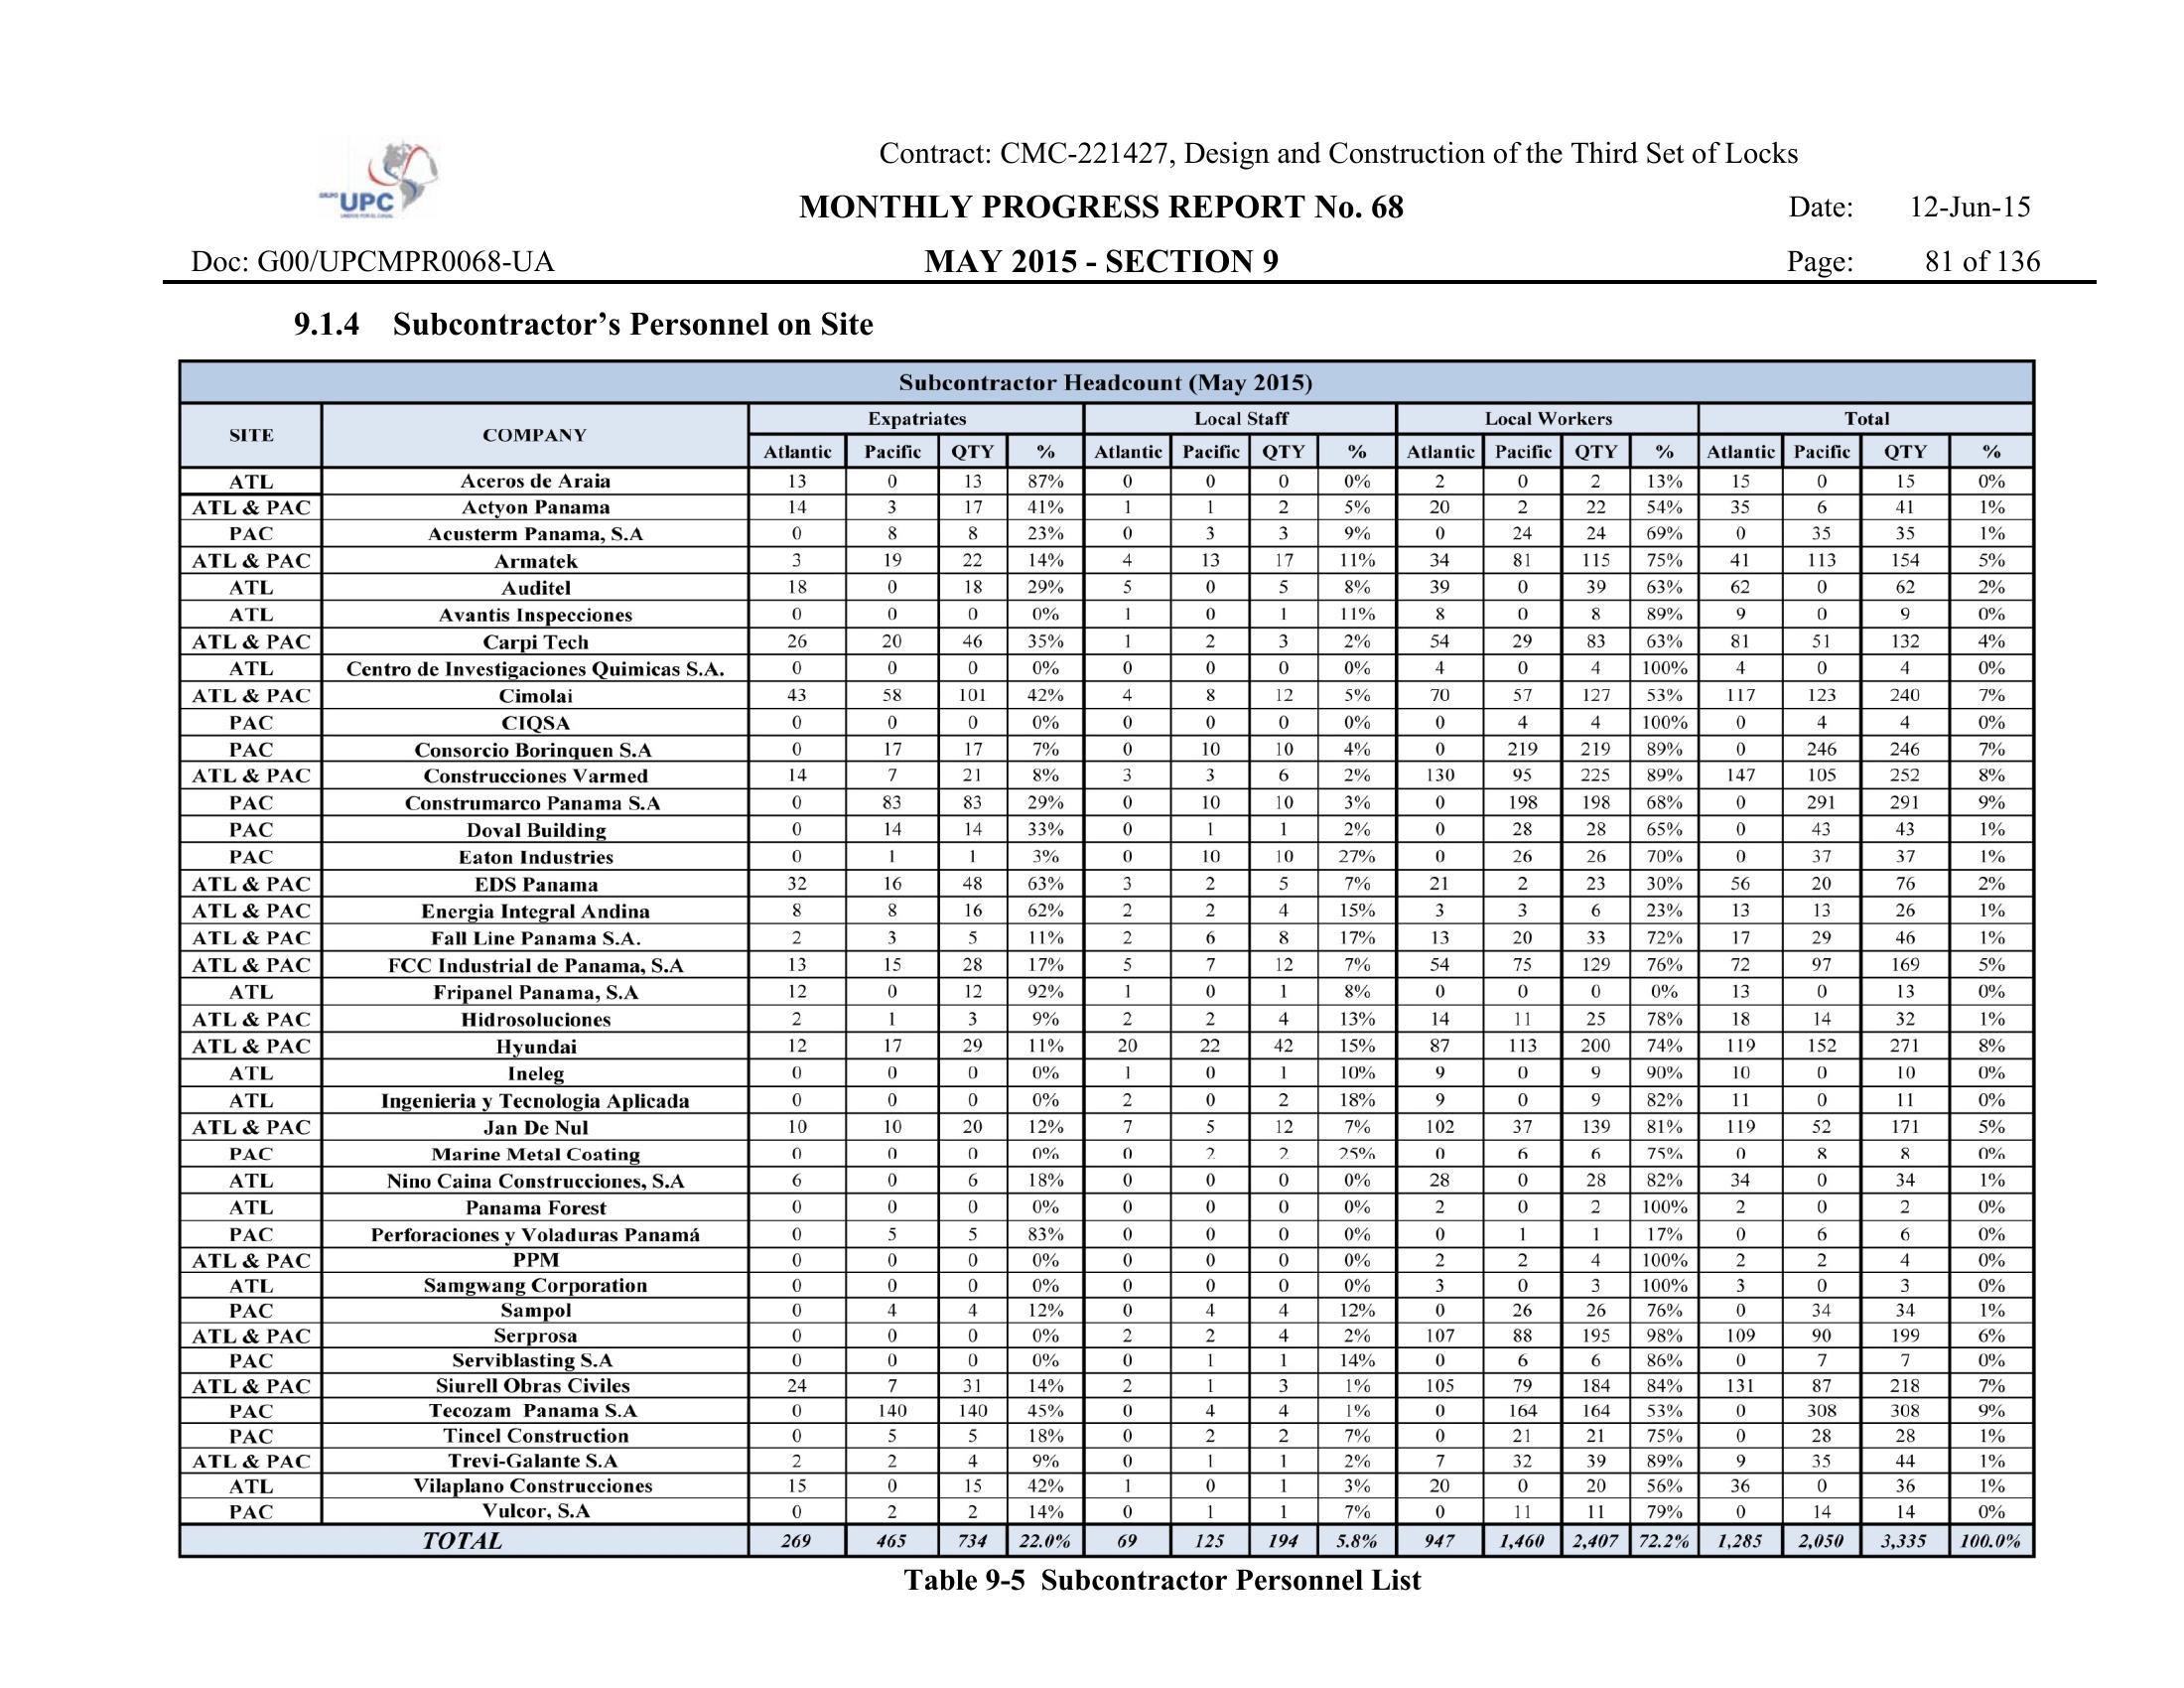 Contract: CMC-221427, Design and Construction of the Third Set of Locks
UPC
MONTHLY PROGRESS REPORT No. 68 Date: 12-Jun-15
Doc: G00/UPCMPR0068-UA MAY 2015 - SECTION 9 Page: 81 of 136
9.1.4 Subcontractor’s Personnel on Site
Subcontractor Headcount (May 2015)
SITE COMPANY Expatriates Local Staff Local Workers Total
Atlantic Pacific QTY % Atlantic Pacific QTY % Atlantic Pacific QTY % Atlantic Pacific QTY %
ATL Aceros de Araia 13 0 13 87% 0 0 0 0% 2 0 2 13% 15 0 15 0%
ATL & PAC Actyon Panama 14 3 17 41% 1 1 2 5% 20 2 22 54% 35 6 41 1%
PAC Acusterm Panama, S.A 0 8 8 23% 0 3 3 9% 0 24 24 69% 0 35 35 1%
ATL & PAC Armatek 3 19 22 14% 4 13 17 11% 34 81 115 75% 41 113 154 5%
ATL Auditel 18 0 18 29% 5 0 5 8% 39 0 39 63% 62 0 62 2%
ATL Avantis Inspecciones 0 0 0 0% 1 0 1 11% 8 0 8 89% 9 0 9 0%
ATL & PAC Carpi Tech 26 20 46 35% 1 2 3 2% 54 29 83 63% 81 51 132 4%
ATL Centro de Investigaciones Quimicas S.A. 0 0 0 0% 0 0 0 0% 4 0 4 100% 4 0 4 0%
ATL & PAC Cimolai 43 58 101 42% 4 8 12 5% 70 57 127 53% 117 123 240 7%
PAC CIQSA 0 0 0 0% 0 0 0 0% 0 4 4 100% 0 4 4 0%
PAC Consorcio Borinquen S.A 0 17 17 7% 0 10 10 4% 0 219 219 89% 0 246 246 7%
ATL & PAC Construcciones Varmed 14 7 21 8% 3 3 6 2% 130 95 225 89% 147 105 252 8%
PAC Construmarco Panama S.A 0 83 83 29% 0 10 10 3% 0 198 198 68% 0 291 291 9%
PAC Doval Building 0 14 14 33% 0 1 1 2% 0 28 28 65% 0 43 43 1%
PAC Eaton Industries 0 1 1 3% 0 10 10 27% 0 26 26 70% 0 37 37 1%
ATL & PAC EDS Panama 32 16 48 63% 3 2 5 7% 21 2 23 30% 56 20 76 2%
ATL & PAC Energia Integral Andina 8 8 16 62% 2 2 4 15% 3 3 6 23% 13 13 26 1%
ATL & PAC Fall Line Panama S.A. 2 3 5 11% 2 6 8 17% 13 20 33 72% 17 29 46 1%
ATL & PAC FCC Industrial de Panama, S.A 13 15 28 17% 5 7 12 7% 54 75 129 76% 72 97 169 5%
ATL Fripanel Panama, S.A 12 0 12 92% 1 0 1 8% 0 0 0 0% 13 0 13 0%
ATL & PAC Hidrosoluciones 2 1 3 9% 2 2 4 13% 14 11 25 78% 18 14 32 1%
ATL & PAC Hyundai 12 17 29 11% 20 22 42 15% 87 113 200 74% 119 152 271 8%
ATL Ineleg 0 0 0 0% 1 0 1 10% 9 0 9 90% 10 0 10 0%
ATL Ingenieria y Tecnologia Aplicada 0 0 0 0% 2 0 2 18% 9 0 9 82% 11 0 11 0%
ATL & PAC Jan De Nul 10 10 20 12% 7 5 12 7% 102 37 139 81% 119 52 171 5%
PAC Marine Metal Coating 0 0 0 0% 0 2 2 25% 0 6 6 75% 0 8 8 0%
ATL Nino Caina Construcciones, S.A 6 0 6 18% 0 0 0 0% 28 0 28 82% 34 0 34 1%
ATL Panama Forest 0 0 0 0% 0 0 0 0% 2 0 2 100% 2 0 2 0%
PAC Perforaciones y Voladuras Panamá 0 5 5 83% 0 0 0 0% 0 1 1 17% 0 6 6 0%
ATL & PAC PPM 0 0 0 0% 0 0 0 0% 2 2 4 100% 2 2 4 0%
ATL Samgwang Corporation 0 0 0 0% 0 0 0 0% 3 0 3 100% 3 0 3 0%
PAC Sampol 0 4 4 12% 0 4 4 12% 0 26 26 76% 0 34 34 1%
ATL & PAC Serprosa 0 0 0 0% 2 2 4 2% 107 88 195 98% 109 90 199 6%
PAC Serviblasting S.A 0 0 0 0% 0 1 1 14% 0 6 6 86% 0 7 7 0%
ATL & PAC Siurell Obras Civiles 24 7 31 14% 2 1 3 1% 105 79 184 84% 131 87 218 7%
PAC Tecozam Panama S.A 0 140 140 45% 0 4 4 1% 0 164 164 53% 0 308 308 9%
PAC Tincel Construction 0 5 5 18% 0 2 2 7% 0 21 21 75% 0 28 28 1%
ATL & PAC Trevi-Galante S.A 2 2 4 9% 0 1 1 2% 7 32 39 89% 9 35 44 1%
ATL Vilaplano Construcciones 15 0 15 42% 1 0 1 3% 20 0 20 56% 36 0 36 1%
PAC Vulcor, S.A 0 2 2 14% 0 1 1 7% 0 11 11 79% 0 14 14 0%
TOTAL 269 465 734 22.0% 69 125 194 5.8% 947 1,460 2,407 72.2% 1,285 2,050 3,335 100.0%
Table 9-5 Subcontractor Personnel List